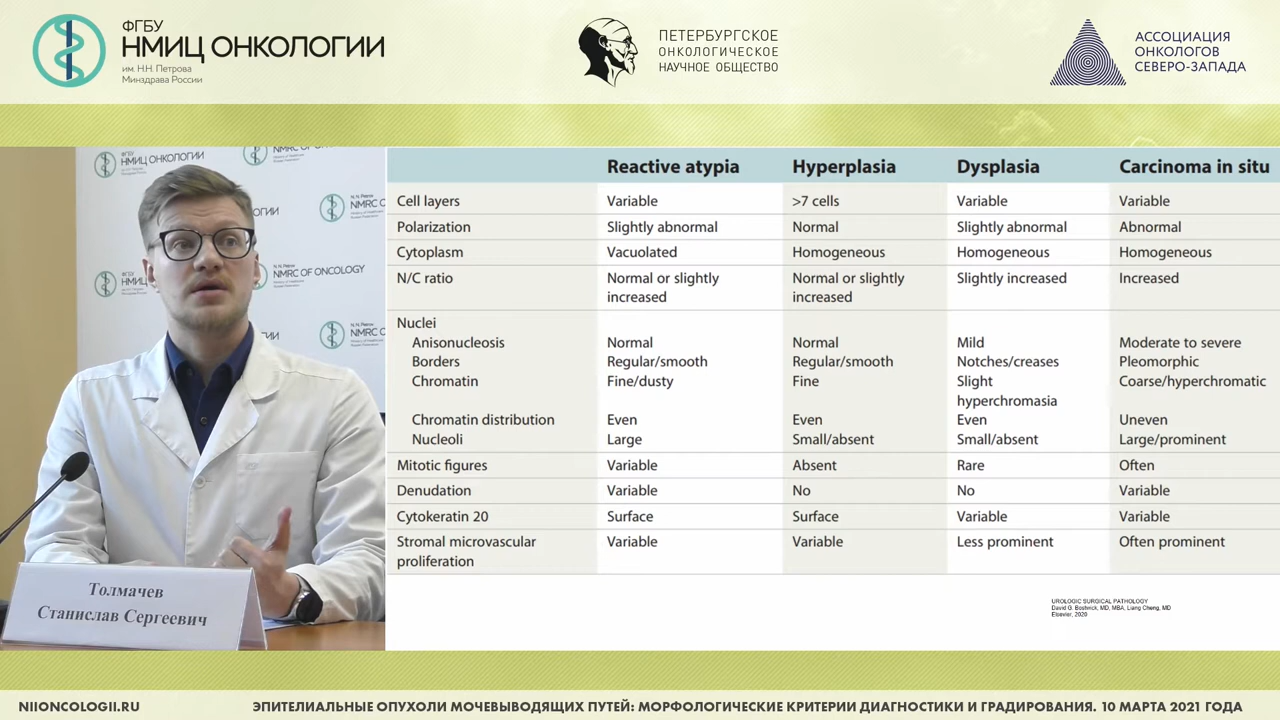 ФГБУ
НМИЦ ОНКОЛОГИИ
им. Н.Н. Петрова
Минздрава России
ПЕТЕРБУРГСКОЕ
ОНКОЛОГИЧЕСКОЕ
НАУЧНОЕ ОБЩЕСТВО
АССОЦИАЦИЯ
ОНКОЛОГОВ
СЕВЕРО-ЗАПАДА
ФГБУ
НМИЦ ОНКОЛОГИИ
NMRC OF ONCOLOGY
Толмачев
Станислав Сергеевич
Reactive atypia Hyperplasia Dysplasia Carcinoma in situ
Cell layers Variable >7 cells Variable Variable
Polarization Slightly abnormal Normal Slightly abnormal Abnormal
Cytoplasm Vacuolated Homogeneous Homogeneous Homogeneous
N/C ratio Normal or slightly Normal or slightly Slightly increased Increased
increased increased
Nuclei
Anisonucleosis Normal Normal Mild Moderate to severe
Borders Regular/smooth Regular/smooth Notches/creases Pleomorphic
Chromatin Fine/dusty Fine Slight Coarse/hyperchromatic
hyperchromasia
Chromatin distribution Even Even Even Uneven
Nucleoli Large Small/absent Small/absent Large/prominent
Mitotic figures Variable Absent Rare Often
Denudation Variable No No Variable
Cytokeratin 20 Surface Surface Variable Variable
Stromal microvascular Variable Variable Less prominent Often prominent
proliferation
UROLOGIC SURGICAL PATHOLOGY
David G. Bostwick, MD, MBA, Liang Cheng, MD
Elsevier, 2020
NIIONCOLOGII.RU
ЭПИТЕЛИАЛЬНЫЕ ОПУХОЛИ МОЧЕВЫВОДЯЩИХ ПУТЕЙ: МОРФОЛОГИЧЕСКИЕ КРИТЕРИИ ДИАГНОСТИКИ И ГРАДИРОВАНИЯ. 10 МАРТА 2021 ГОДА